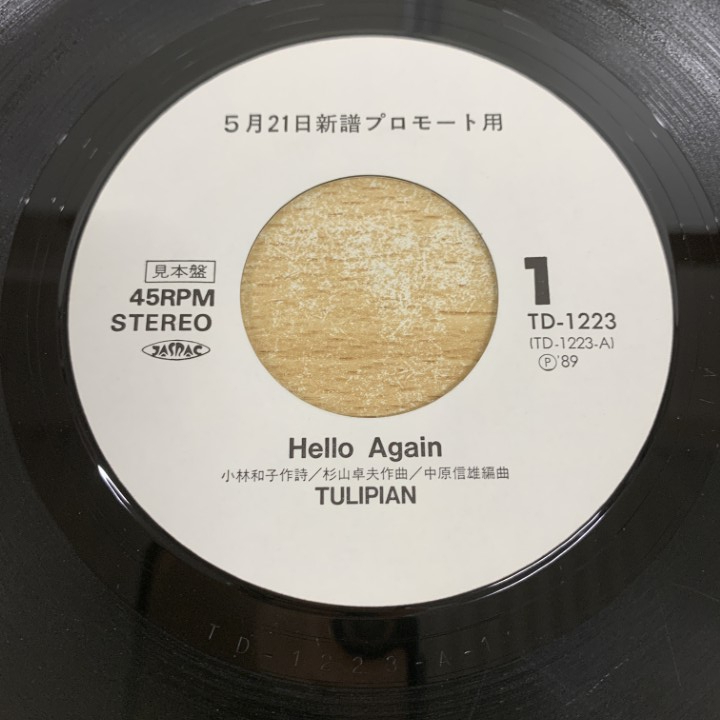 5月21日新譜プロモート用
見本盤
45RPM
STEREO
JASRAC
1
TD-1223
(TD-1223-A)
Ⓟ'89
Hello Again
小林和子作詩／杉山卓夫作曲／中原信雄編曲
TULIPIAN
TD-1223-A-1